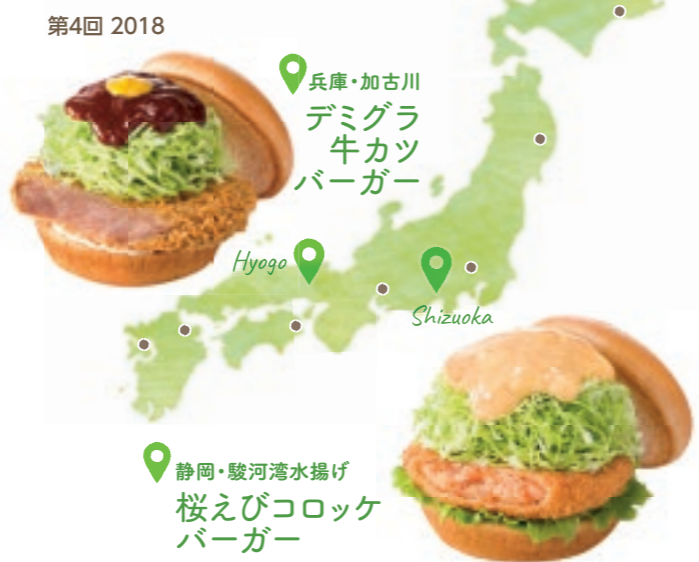 第4回 2018
兵庫・加古川
デミグラ
牛カツ
バーガー
Hyogo
Shizuoka
静岡・駿河湾水揚げ
桜えびコロッケ
バーガー